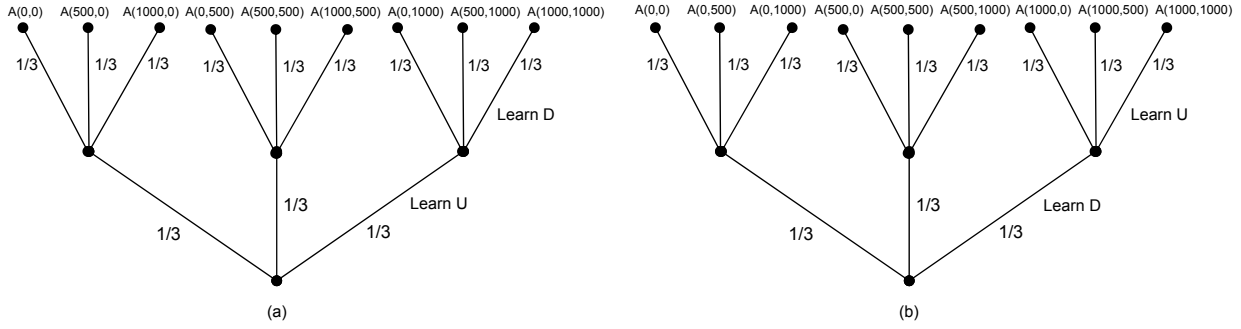 A(0,0) A(500,0) A(1000,0) A(0,500) A(500,500) A(1000,500) A(0,1000) A(500,1000) A(1000,1000)
1/3 1/3 1/3 1/3 1/3 1/3 1/3 1/3 1/3
Learn D
1/3 Learn U
1/3 1/3
(a)
A(0,0) A(0,500) A(0,1000) A(500,0) A(500,500) A(500,1000) A(1000,0) A(1000,500) A(1000,1000)
1/3 1/3 1/3 1/3 1/3 1/3 1/3 1/3 1/3
Learn U
1/3 Learn D
1/3 1/3
(b)